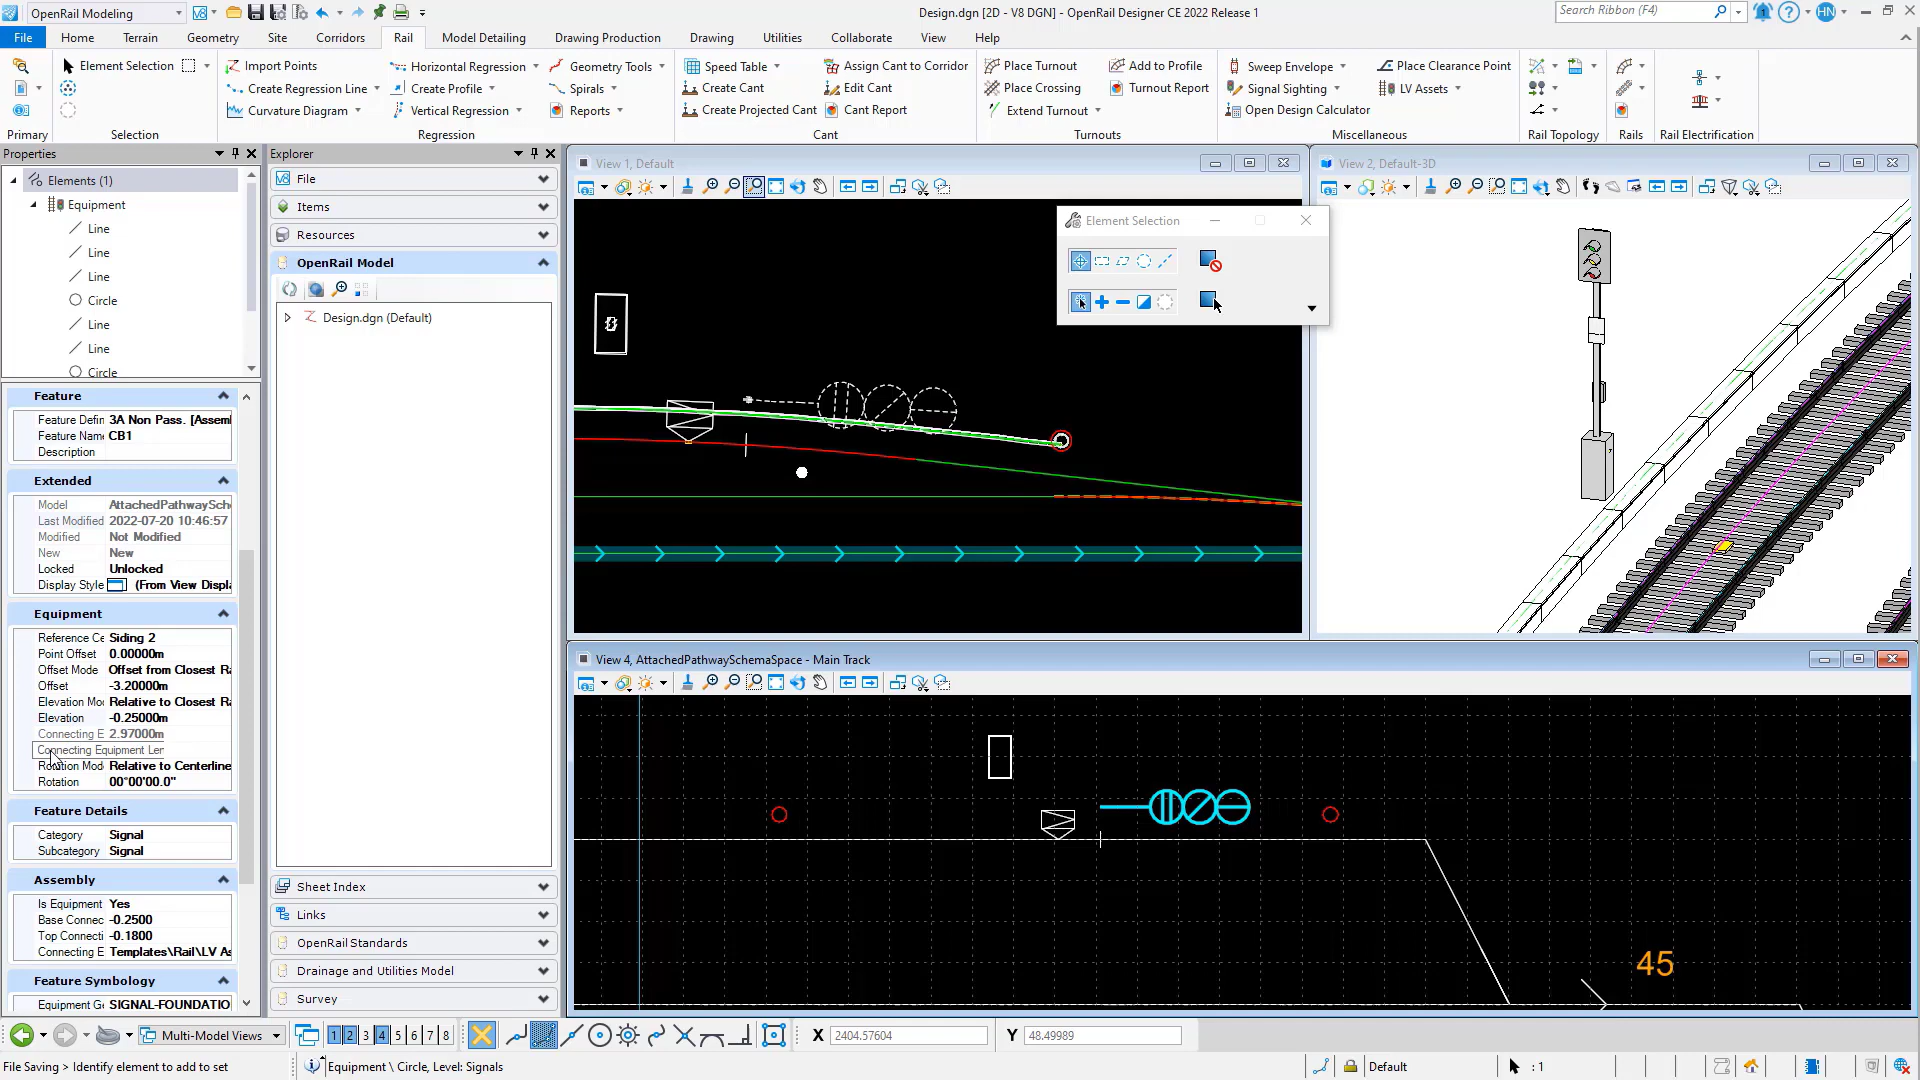 OpenRail Modeling
Design.dgn [2D - V8 DGN] - OpenRail Designer CE 2022 Release 1
Search Ribbon (F4)
HN
File Home Terrain Geometry Site Corridors Rail Model Detailing Drawing Production Drawing Utilities Collaborate View Help
Element Selection
Import Points
Horizontal Regression
Geometry Tools
Speed Table
Assign Cant to Corridor
Place Turnout
Add to Profile
Sweep Envelope
Place Clearance Point
Create Regression Line
Create Profile
Spirals
Create Cant
Edit Cant
Place Crossing
Turnout Report
Signal Sighting
LV Assets
Curvature Diagram
Vertical Regression
Reports
Create Projected Cant
Cant Report
Extend Turnout
Open Design Calculator
Primary
Selection
Regression
Cant
Turnouts
Miscellaneous
Rail Topology
Rails
Rail Electrification
Properties
Elements (1)
Equipment
Line
Line
Line
Circle
Line
Line
Circle
Feature
Feature Defin 3A Non Pass. [Assem
Feature Name CB1
Description
Extended
Model AttachedPathwaySch
Last Modified 2022-07-20 10:46:57
Modified Not Modified
New New
Locked Unlocked
Display Style (From View Displa
Equipment
Reference Ce Siding 2
Point Offset 0.00000m
Offset Mode Offset from Closest Ra
Offset -3.20000m
Elevation Mod Relative to Closest Ra
Elevation -0.25000m
Connecting E 2.97000m
Connecting Equipment Len
Rotation Mod Relative to Centerline
Rotation 00°00'00.0"
Feature Details
Category Signal
Subcategory Signal
Assembly
Is Equipment Yes
Base Connec -0.2500
Top Connecti -0.1800
Connecting E Templates\Rail\LV As
Feature Symbology
Equipment Ge SIGNAL-FOUNDATIO
Explorer
File
Items
Resources
OpenRail Model
Design.dgn (Default)
Sheet Index
Links
OpenRail Standards
Drainage and Utilities Model
Survey
View 1, Default
Element Selection
View 2, Default-3D
View 4, AttachedPathwaySchemaSpace - Main Track
45
Multi-Model Views
1 2 3 4 5 6 7 8
X 2404.57604
Y 48.49989
File Saving > Identify element to add to set
Equipment \ Circle, Level: Signals
Default
: 1